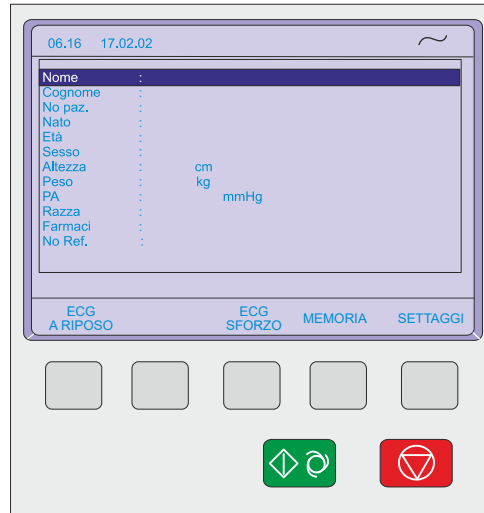 06.16 17.02.02
Nome :
Cognome :
No paz. :
Nato :
Età :
Sesso :
Altezza : cm
Peso : kg
PA : mmHg
Razza :
Farmaci :
No Ref. :
ECG A RIPOSO
ECG SFORZO
MEMORIA
SETTAGGI